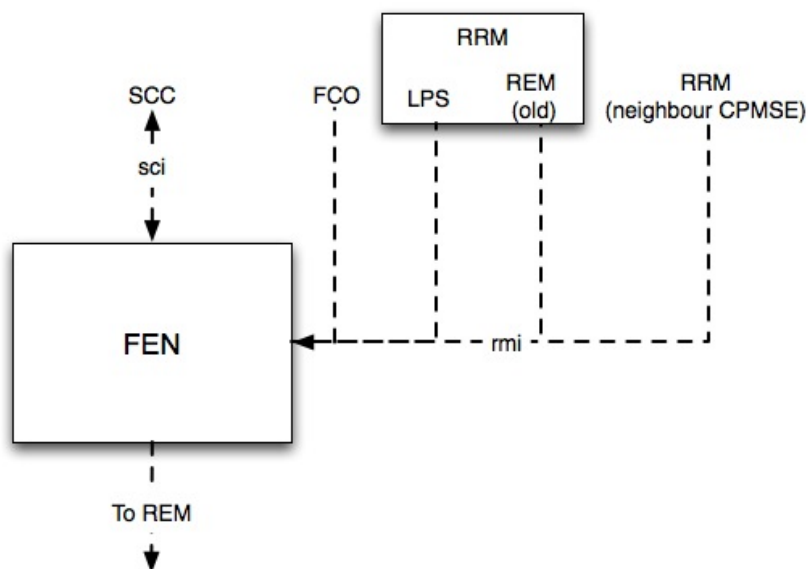 RRM
SCC
FCO
LPS
REM
(old)
RRM
(neighbour CPMSE)
sci
FEN
rmi
To REM